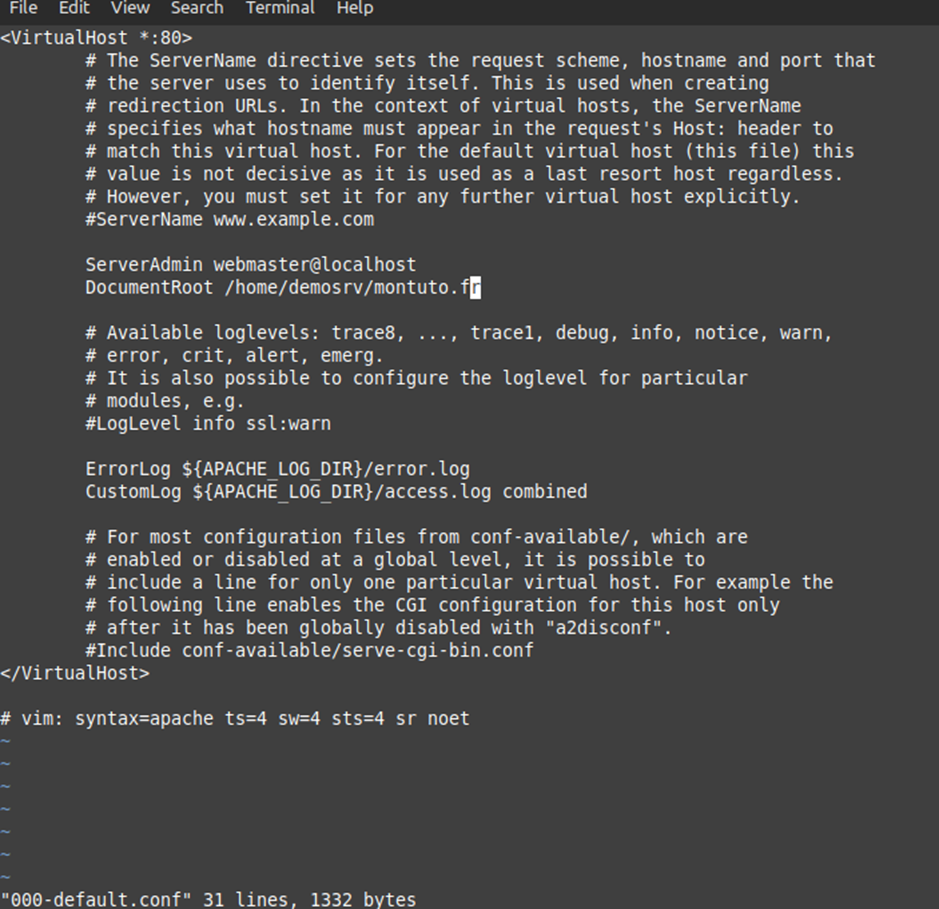 File Edit View Search Terminal Help
<VirtualHost *:80>
        # The ServerName directive sets the request scheme, hostname and port that
        # the server uses to identify itself. This is used when creating
        # redirection URLs. In the context of virtual hosts, the ServerName
        # specifies what hostname must appear in the request's Host: header to
        # match this virtual host. For the default virtual host (this file) this
        # value is not decisive as it is used as a last resort host regardless.
        # However, you must set it for any further virtual host explicitly.
        #ServerName www.example.com

        ServerAdmin webmaster@localhost
        DocumentRoot /home/demosrv/montuto.fr

        # Available loglevels: trace8, ..., trace1, debug, info, notice, warn,
        # error, crit, alert, emerg.
        # It is also possible to configure the loglevel for particular
        # modules, e.g.
        #LogLevel info ssl:warn

        ErrorLog ${APACHE_LOG_DIR}/error.log
        CustomLog ${APACHE_LOG_DIR}/access.log combined

        # For most configuration files from conf-available/, which are
        # enabled or disabled at a global level, it is possible to
        # include a line for only one particular virtual host. For example the
        # following line enables the CGI configuration for this host only
        # after it has been globally disabled with "a2disconf".
        #Include conf-available/serve-cgi-bin.conf
</VirtualHost>

# vim: syntax=apache ts=4 sw=4 sts=4 sr noet
~
~
~
~
~
~
~
"000-default.conf" 31 lines, 1332 bytes